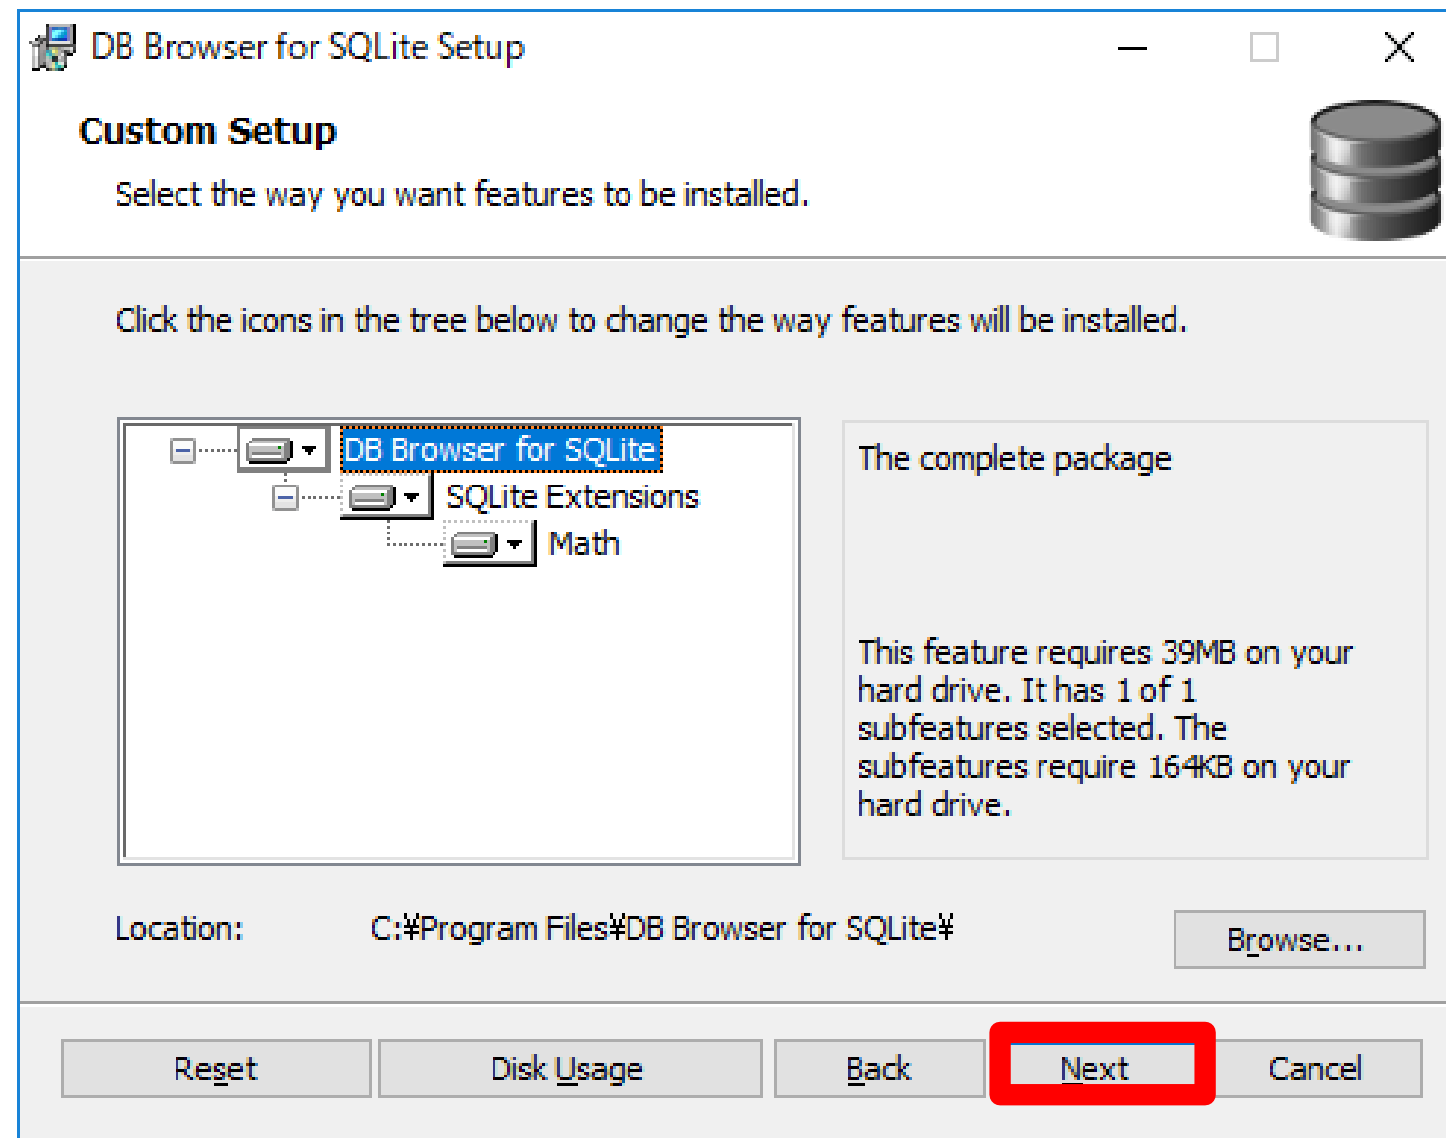 DB Browser for SQLite Setup
Custom Setup
Select the way you want features to be installed.
Click the icons in the tree below to change the way features will be installed.
DB Browser for SQLite
SQLite Extensions
Math
The complete package
This feature requires 39MB on your
hard drive. It has 1 of 1
subfeatures selected. The
subfeatures require 164KB on your
hard drive.
Location:
C:¥Program Files¥DB Browser for SQLite¥
Browse...
Reset
Disk Usage
Back
Next
Cancel